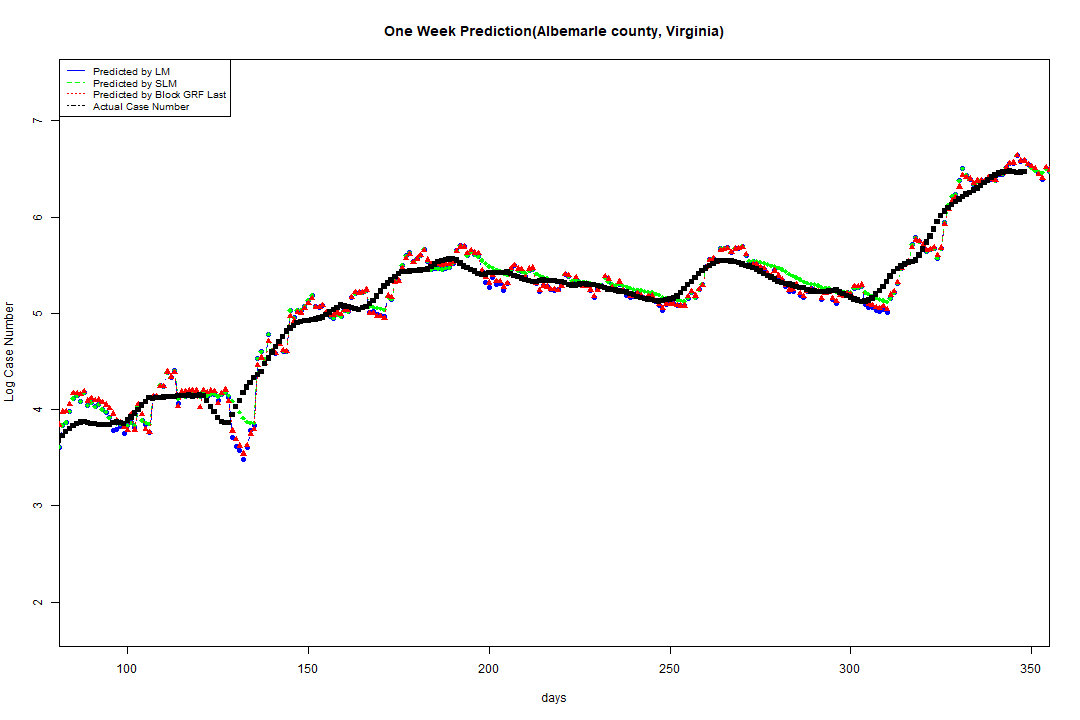 One Week Prediction(Albemarle county, Virginia)
Predicted by LM
Predicted by SLM
Predicted by Block GRF Last
Actual Case Number
Log Case Number
7
6
5
4
3
2
100 150 200 250 300 350
days